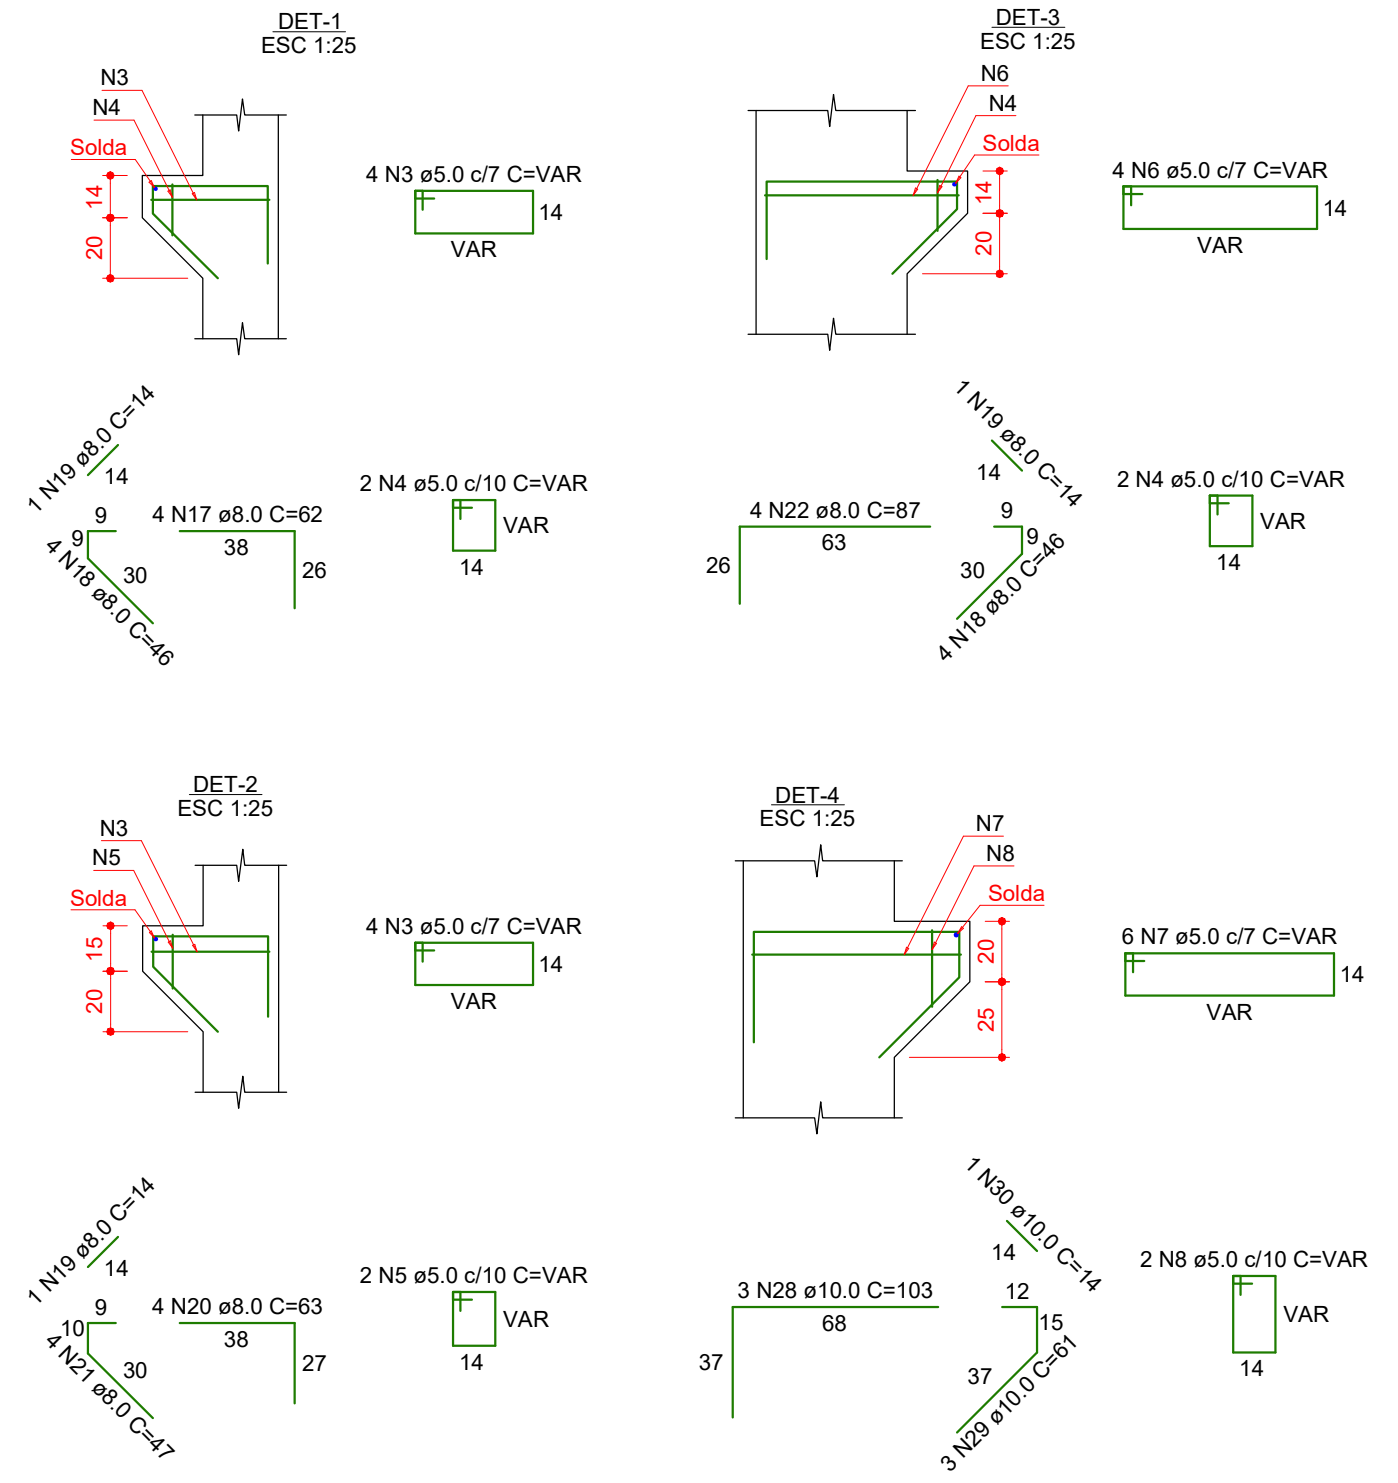 DET-1
ESC 1:25
N3
N4
Solda
14
20
4 N3 ø5.0 c/7 C=VAR
14
VAR
1 N19 ø8.0 C=14
14
9
9
30
4 N18 ø8.0 C=46
4 N17 ø8.0 C=62
38
26
2 N4 ø5.0 c/10 C=VAR
VAR
14
DET-3
ESC 1:25
N6
N4
Solda
14
20
4 N6 ø5.0 c/7 C=VAR
14
VAR
4 N22 ø8.0 C=87
63
26
1 N19 ø8.0 C=14
14
9
9
30
4 N18 ø8.0 C=46
2 N4 ø5.0 c/10 C=VAR
VAR
14
DET-2
ESC 1:25
N3
N5
Solda
15
20
4 N3 ø5.0 c/7 C=VAR
14
VAR
1 N19 ø8.0 C=14
14
9
10
30
4 N21 ø8.0 C=47
4 N20 ø8.0 C=63
38
27
2 N5 ø5.0 c/10 C=VAR
VAR
14
DET-4
ESC 1:25
N7
N8
Solda
20
25
6 N7 ø5.0 c/7 C=VAR
14
VAR
3 N28 ø10.0 C=103
68
37
1 N30 ø10.0 C=14
14
12
15
37
3 N29 ø10.0 C=61
2 N8 ø5.0 c/10 C=VAR
VAR
14